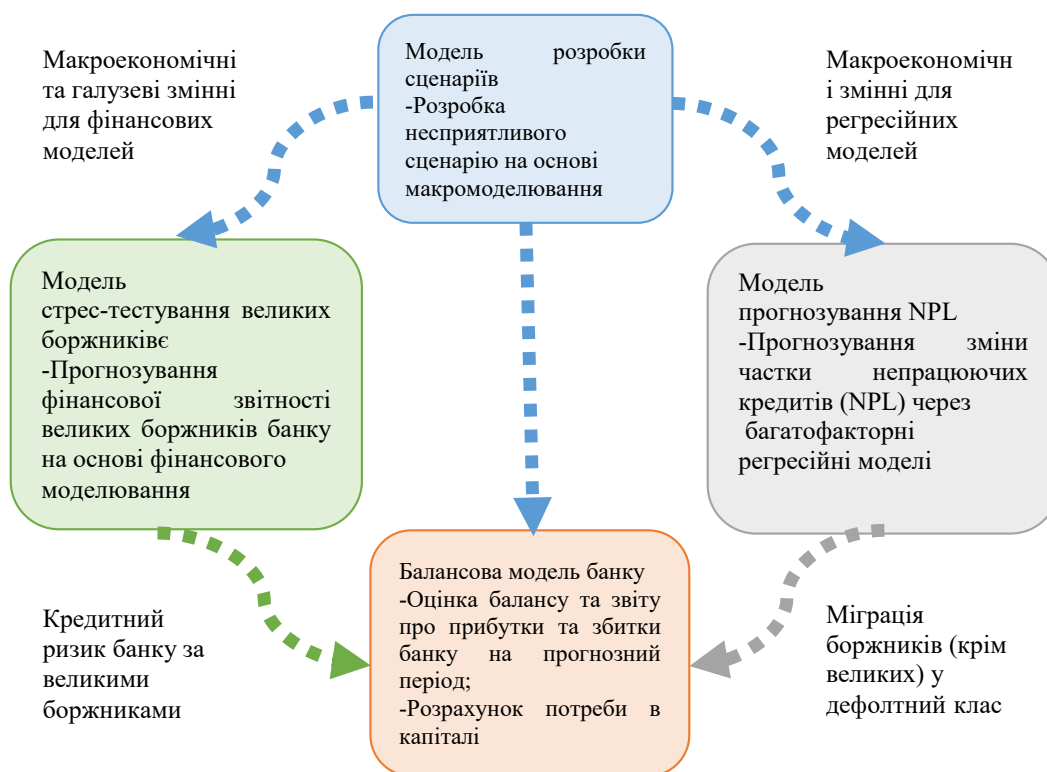 Макроекономічні
та галузеві змінні
для фінансових
моделей
Модель розробки
сценаріїв
-Розробка
несприятливого
сценарію на основі
макромоделювання
Макроекономічн
і змінні для
регресійних
моделей
Модель
стрес-тестування великих
боржниківє
-Прогнозування
фінансової звітності
великих боржників банку
на основі фінансового
моделювання
Модель
прогнозування NPL
-Прогнозування зміни
частки непрацюючих
кредитів (NPL) через
багатофакторні
регресійні моделі
Кредитний
ризик банку за
великими
боржниками
Балансова модель банку
-Оцінка балансу та звіту
про прибутки та збитки
банку на прогнозний
період;
-Розрахунок потреби в
капіталі
Міграція
боржників (крім
великих) у
дефолтний клас